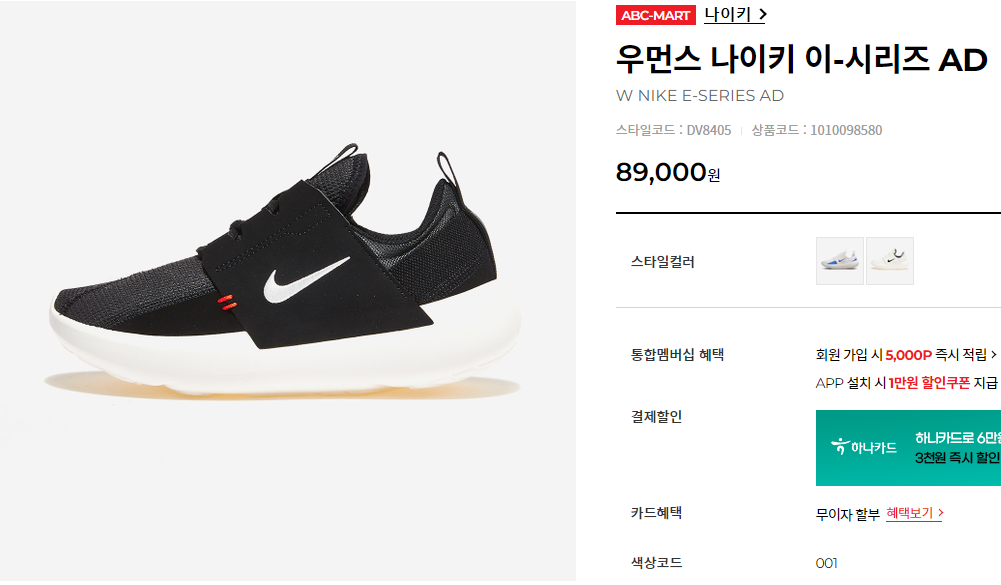 ABC-MART 나이키 >
우먼스 나이키 이-시리즈 AD
W NIKE E-SERIES AD
스타일코드 : DV8405 | 상품코드 : 1010098580
89,000원
스타일컬러
통합멤버십 혜택
회원 가입 시 5,000P 즉시 적립 >
APP 설치 시 1만원 할인쿠폰 지급
결제할인
하나카드
하나카드로 6만원
3천원 즉시 할인
카드혜택
무이자 할부 혜택보기 >
색상코드
001